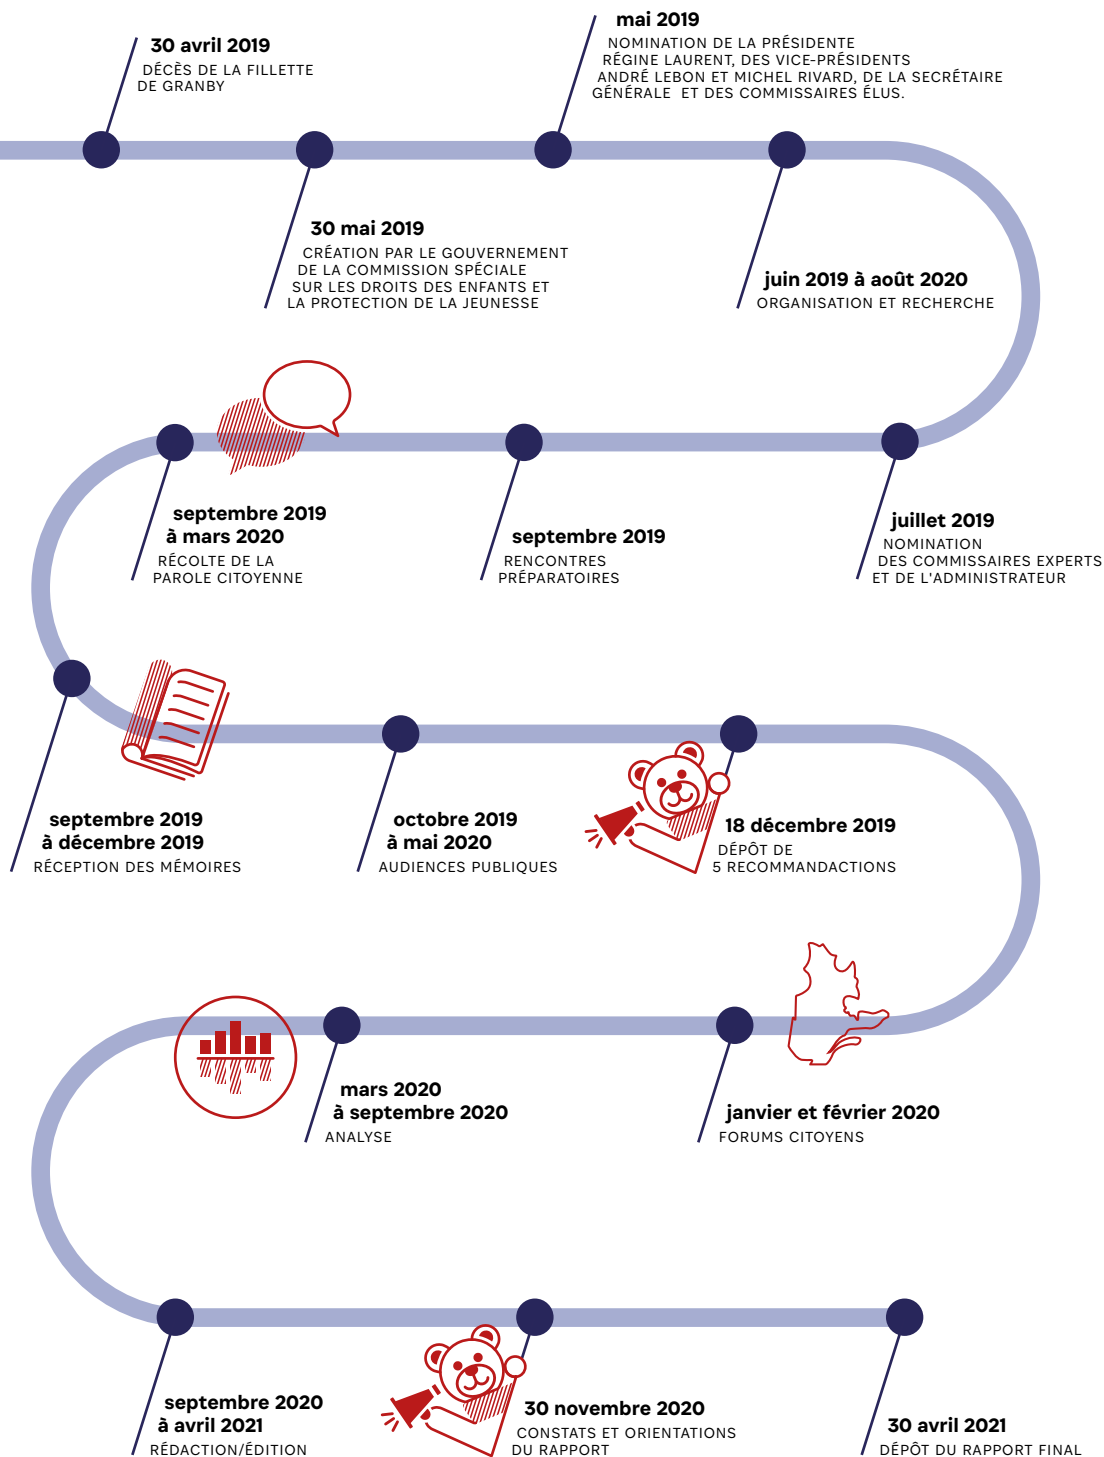 30 avril 2019
DÉCÈS DE LA FILLETTE
DE GRANBY
30 mai 2019
CRÉATION PAR LE GOUVERNEMENT
DE LA COMMISSION SPÉCIALE
SUR LES DROITS DES ENFANTS ET
LA PROTECTION DE LA JEUNESSE
mai 2019
NOMINATION DE LA PRÉSIDENTE
RÉGINE LAURENT, DES VICE-PRÉSIDENTS
ANDRÉ LEBON ET MICHEL RIVARD, DE LA SECRÉTAIRE
GÉNÉRALE ET DES COMMISSAIRES ÉLUS.
juin 2019 à août 2020
ORGANISATION ET RECHERCHE
juillet 2019
NOMINATION
DES COMMISSAIRES EXPERTS
ET DE L'ADMINISTRATEUR
septembre 2019
RENCONTRES
PRÉPARATOIRES
septembre 2019
à mars 2020
RÉCOLTE DE LA
PAROLE CITOYENNE
septembre 2019
à décembre 2019
RÉCEPTION DES MÉMOIRES
octobre 2019
à mai 2020
AUDIENCES PUBLIQUES
18 décembre 2019
DÉPÔT DE
5 RECOMMANDACTIONS
janvier et février 2020
FORUMS CITOYENS
mars 2020
à septembre 2020
ANALYSE
septembre 2020
à avril 2021
RÉDACTION/ÉDITION
30 novembre 2020
CONSTATS ET ORIENTATIONS
DU RAPPORT
30 avril 2021
DÉPÔT DU RAPPORT FINAL